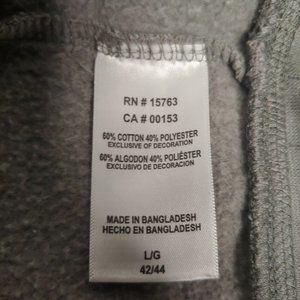 RN # 15763
CA # 00153
60% COTTON 40% POLYESTER
EXCLUSIVE OF DECORATION
60% ALGODON 40% POLIÉSTER
EXCLUSIVO DE DECORACION
MADE IN BANGLADESH
HECHO EN BANGLADESH
L/G
42/44